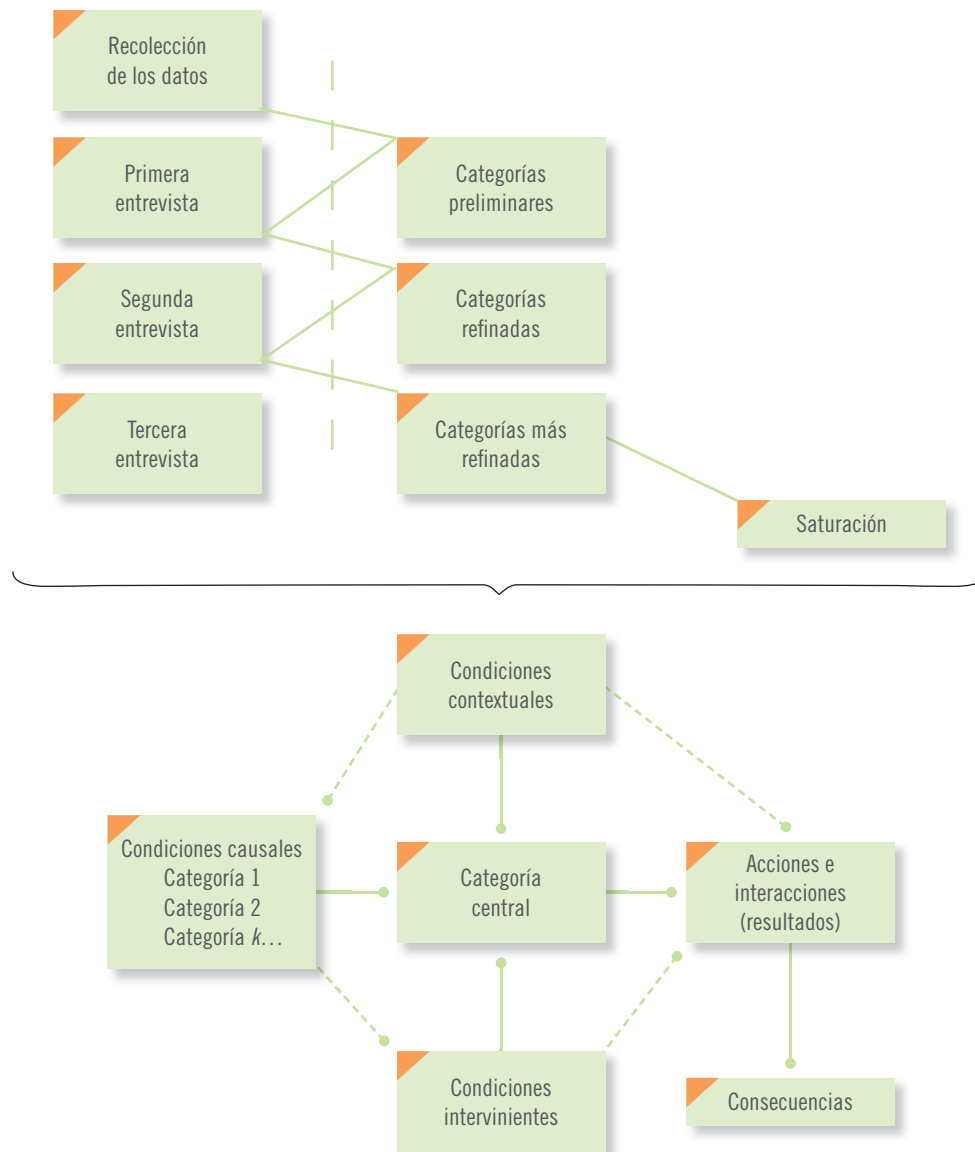 Recolección
de los datos
Primera
entrevista
Categorías
preliminares
Segunda
entrevista
Categorías
refinadas
Tercera
entrevista
Categorías más
refinadas
Saturación
Condiciones
contextuales
Condiciones causales
Categoría 1
Categoría 2
Categoría k...
Categoría
central
Acciones e
interacciones
(resultados)
Condiciones
intervinientes
Consecuencias